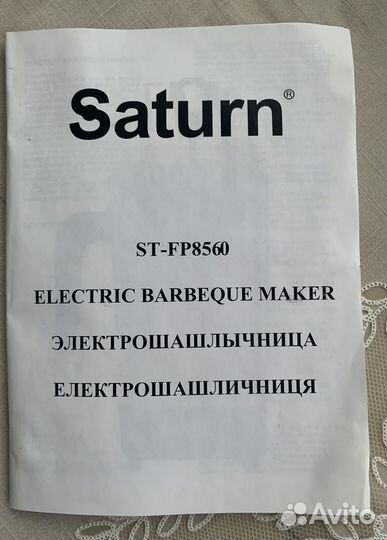 Saturn®
ST-FP8560
ELECTRIC BARBEQUE MAKER
ЭЛЕКТРОШАШЛЫЧНИЦА
ЕЛЕКТРОШАШЛИЧНИЦЯ
Avito